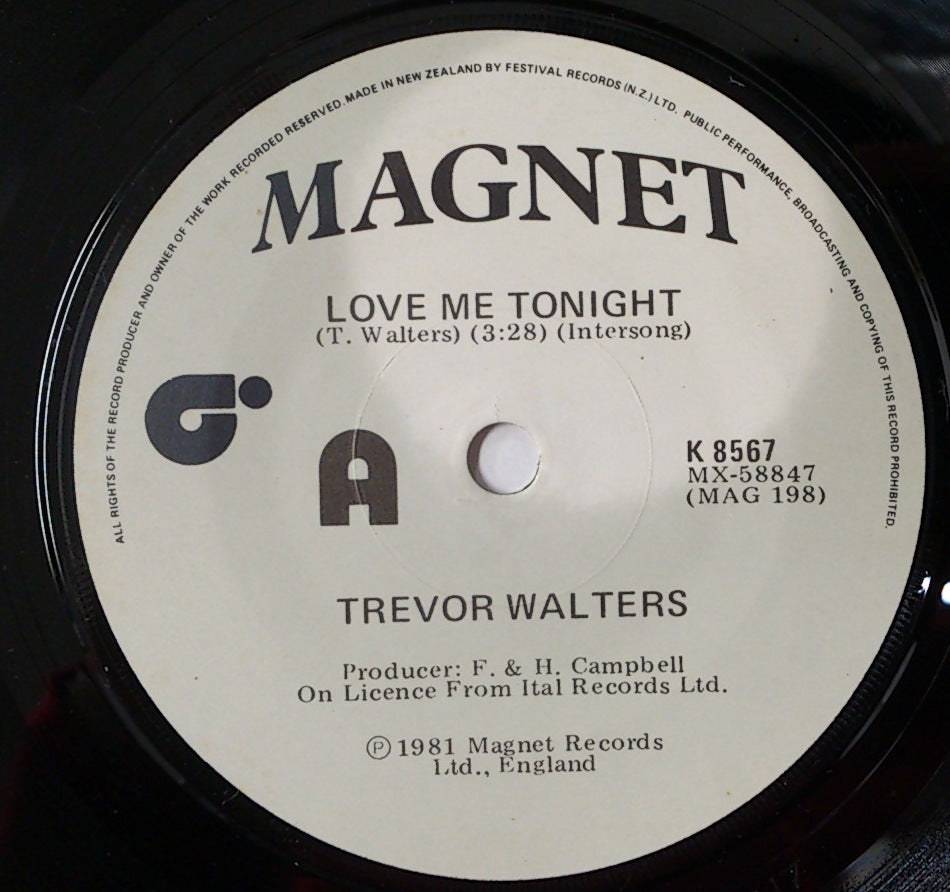 ALL RIGHTS OF THE RECORD PRODUCER AND OWNER OF THE WORK RECORDED RESERVED. MADE IN NEW ZEALAND BY FESTIVAL RECORDS (N.Z.) LTD. PUBLIC PERFORMANCE, BROADCASTING AND COPYING OF THIS RECORD PROHIBITED.
MAGNET
LOVE ME TONIGHT
(T. Walters) (3:28) (Intersong)
A
K 8567
MX-58847
(MAG 198)
TREVOR WALTERS
Producer: F. & H. Campbell
On Licence From Ital Records Ltd.
℗ 1981 Magnet Records
Ltd., England